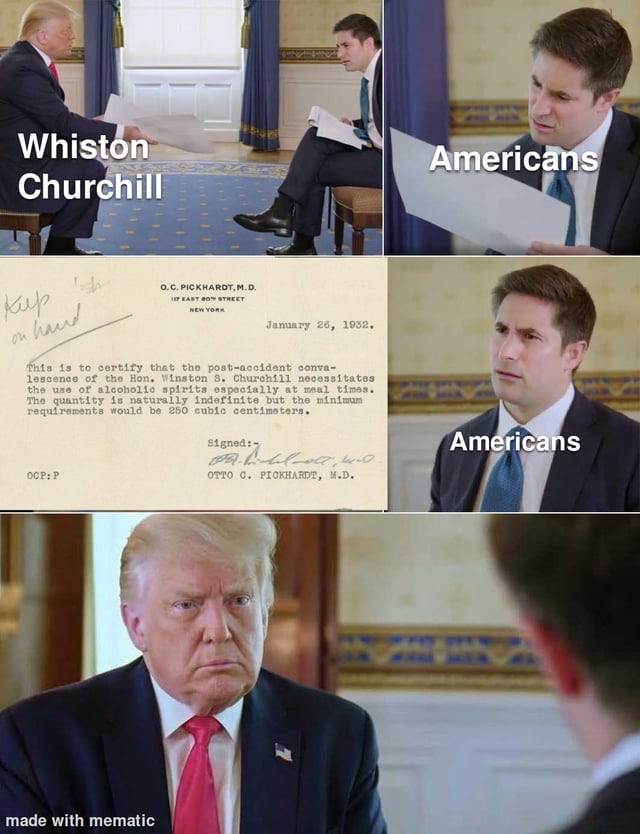 Whiston
Churchill
Americans
Keep
on hand
O.C. PICKHARDT, M.D.
117 EAST 80TH STREET
NEW YORK
January 26, 1932.
This is to certify that the post-accident conva-
lescence of the Hon. Winston S. Churchill necessitates
the use of alcoholic spirits especially at meal times.
The quantity is naturally indefinite but the minimum
requirements would be 250 cubic centimeters.
Signed:-
OCP:P
OTTO C. PICKHARDT, M.D.
Americans
made with mematic